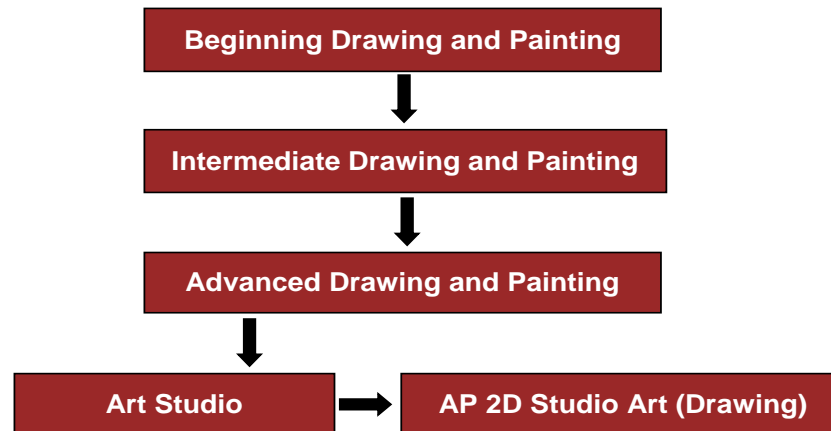 Beginning Drawing and Painting
Intermediate Drawing and Painting
Advanced Drawing and Painting
Art Studio
AP 2D Studio Art (Drawing)